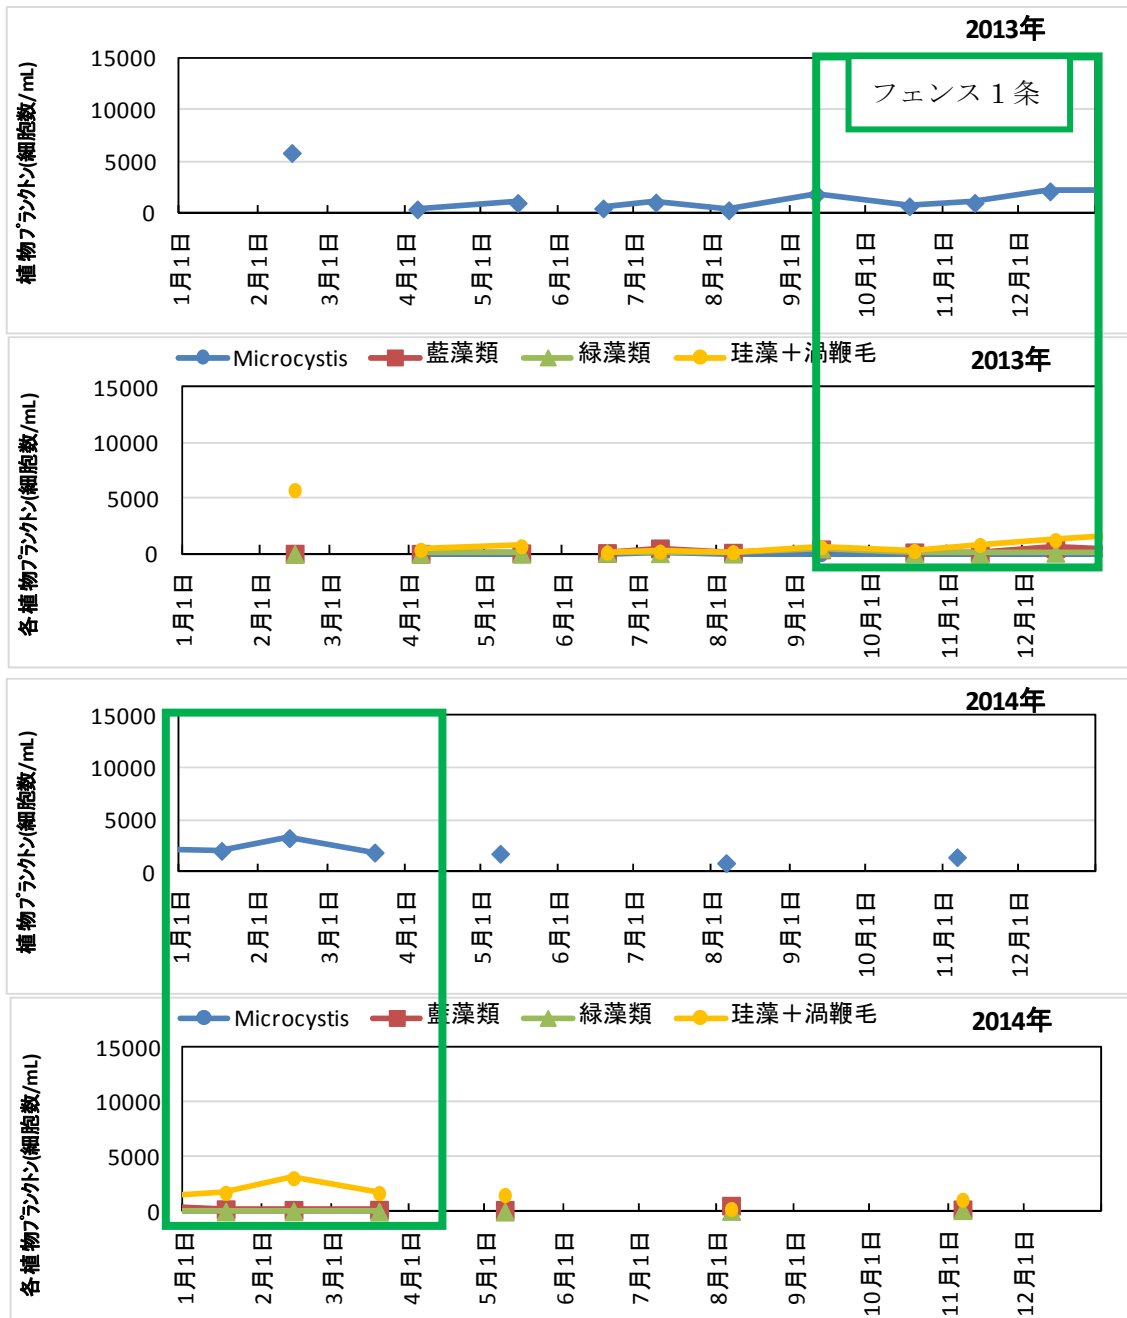 2013年
植物プランクトン(細胞数/mL)
15000
10000
5000
0
フェンス１条
1月1日
2月1日
3月1日
4月1日
5月1日
6月1日
7月1日
8月1日
9月1日
10月1日
11月1日
12月1日
Microcystis 藍藻類 緑藻類 珪藻＋渦鞭毛
2013年
各植物プランクトン(細胞数/mL)
15000
10000
5000
0
1月1日
2月1日
3月1日
4月1日
5月1日
6月1日
7月1日
8月1日
9月1日
10月1日
11月1日
12月1日
2014年
植物プランクトン(細胞数/mL)
15000
10000
5000
0
1月1日
2月1日
3月1日
4月1日
5月1日
6月1日
7月1日
8月1日
9月1日
10月1日
11月1日
12月1日
Microcystis 藍藻類 緑藻類 珪藻＋渦鞭毛
2014年
各植物プランクトン(細胞数/mL)
15000
10000
5000
0
1月1日
2月1日
3月1日
4月1日
5月1日
6月1日
7月1日
8月1日
9月1日
10月1日
11月1日
12月1日